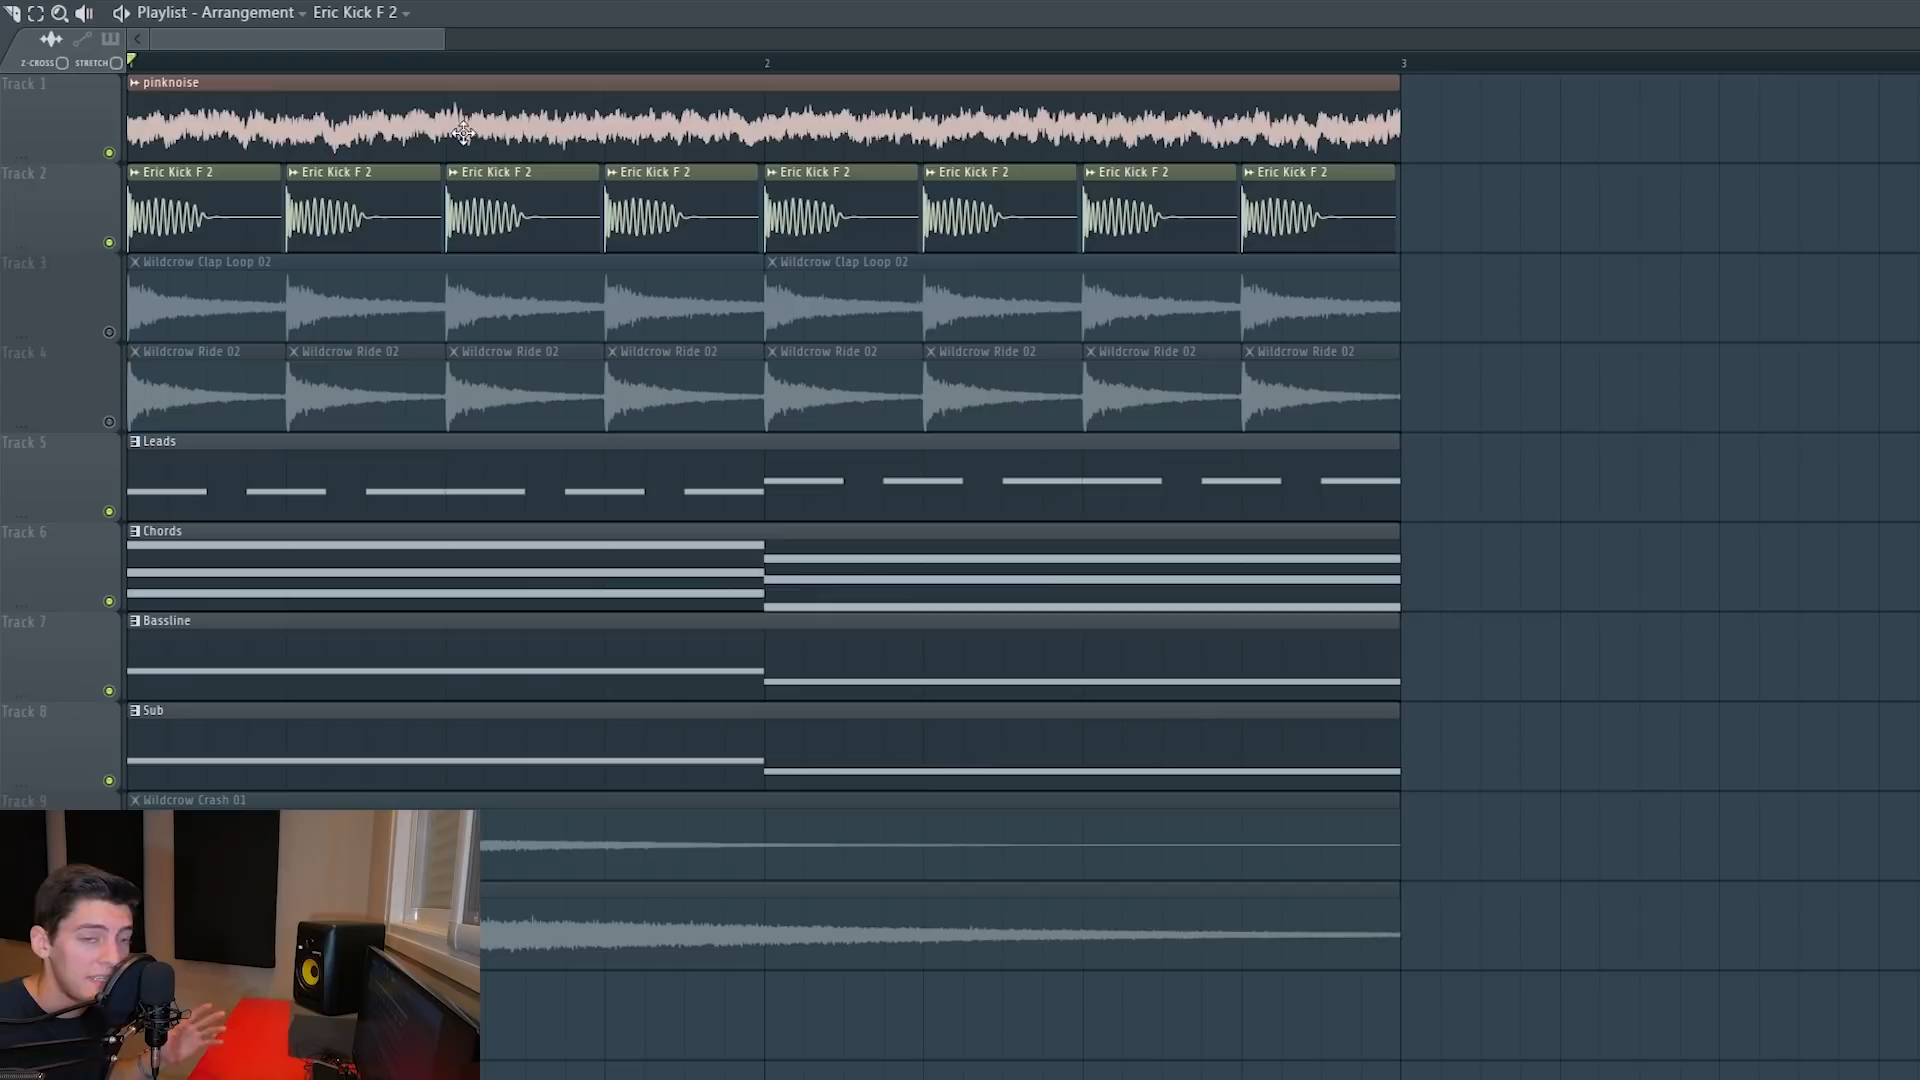 Playlist - Arrangement Eric Kick F 2
Z-CROSS STRETCH
2 3
Track 1 pinknoise
Track 2 Eric Kick F 2 Eric Kick F 2 Eric Kick F 2 Eric Kick F 2 Eric Kick F 2 Eric Kick F 2 Eric Kick F 2 Eric Kick F 2
Track 3 Wildcrow Clap Loop 02 Wildcrow Clap Loop 02
Track 4 Wildcrow Ride 02 Wildcrow Ride 02 Wildcrow Ride 02 Wildcrow Ride 02 Wildcrow Ride 02 Wildcrow Ride 02 Wildcrow Ride 02 Wildcrow Ride 02
Track 5 Leads
Track 6 Chords
Track 7 Bassline
Track 8 Sub
Track 9 Wildcrow Crash 01